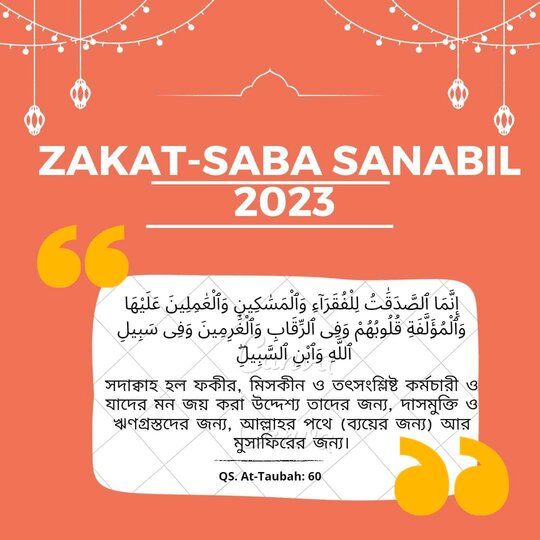 ZAKAT-SABA SANABIL
2023
إِنَّمَا ٱلصَّدَقَٰتُ لِلْفُقَرَآءِ وَٱلْمَسَٰكِينِ وَٱلْعَٰمِلِينَ عَلَيْهَا
وَٱلْمُؤَلَّفَةِ قُلُوبُهُمْ وَفِى ٱلرِّقَابِ وَٱلْغَٰرِمِينَ وَفِى سَبِيلِ
ٱللَّهِ وَٱبْنِ ٱلسَّبِيلِۖ
সদাক্বাহ হল ফকীর, মিসকীন ও তৎসংশ্লিষ্ট কর্মচারী ও
যাদের মন জয় করা উদ্দেশ্য তাদের জন্য, দাসমুক্তি ও
ঋণগ্রস্তদের জন্য, আল্লাহর পথে (ব্যয়ের জন্য) আর
মুসাফিরের জন্য।
QS. At-Taubah: 60